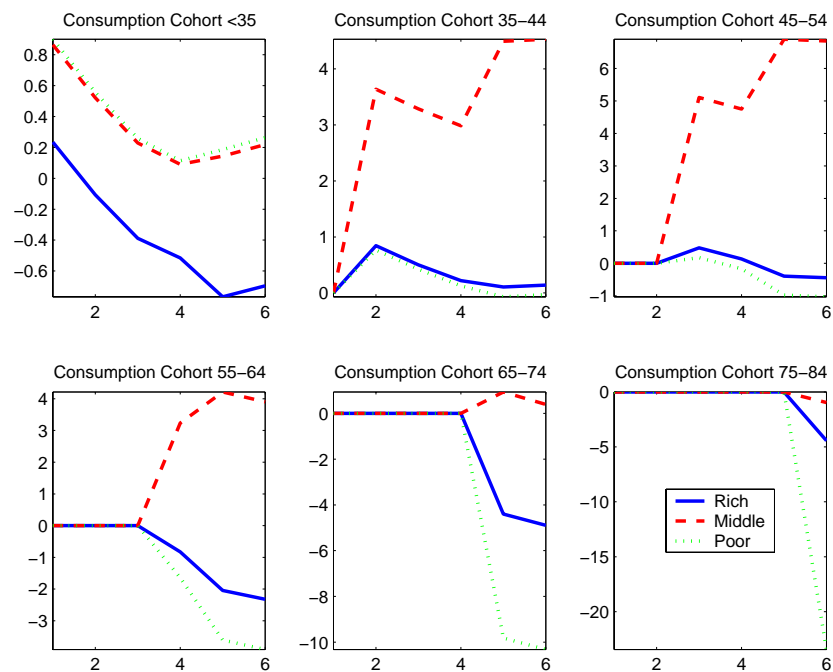 Consumption Cohort <35
0.8
0.6
0.4
0.2
0
−0.2
−0.4
−0.6
2 4 6
Consumption Cohort 35−44
4
3
2
1
0
2 4 6
Consumption Cohort 45−54
6
5
4
3
2
1
0
−1
2 4 6
Consumption Cohort 55−64
4
3
2
1
0
−1
−2
−3
2 4 6
Consumption Cohort 65−74
0
−2
−4
−6
−8
−10
2 4 6
Consumption Cohort 75−84
0
−5
−10
−15
−20
2 4 6
Rich
Middle
Poor